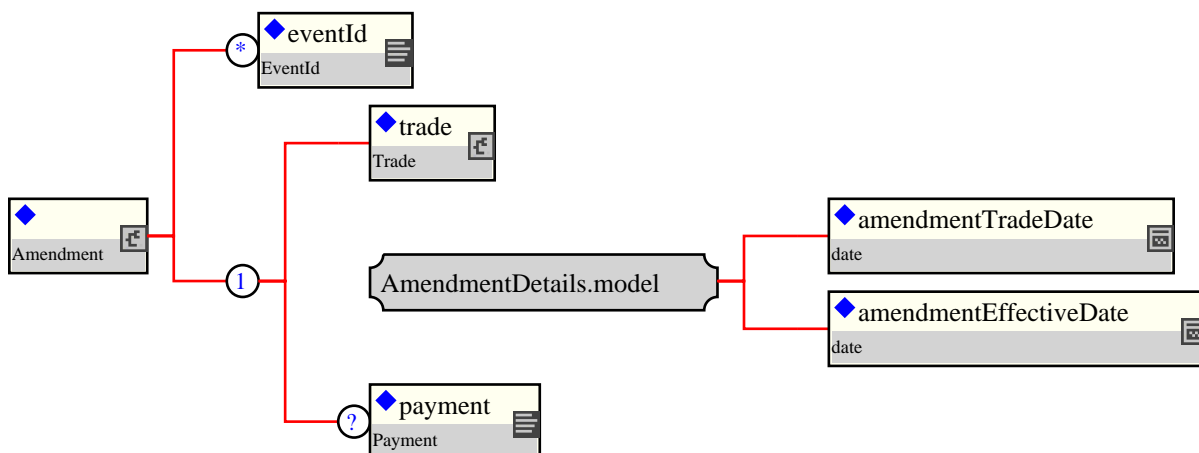 *
eventId
EventId
trade
Trade
Amendment
1
AmendmentDetails.model
amendmentTradeDate
date
amendmentEffectiveDate
date
?
payment
Payment